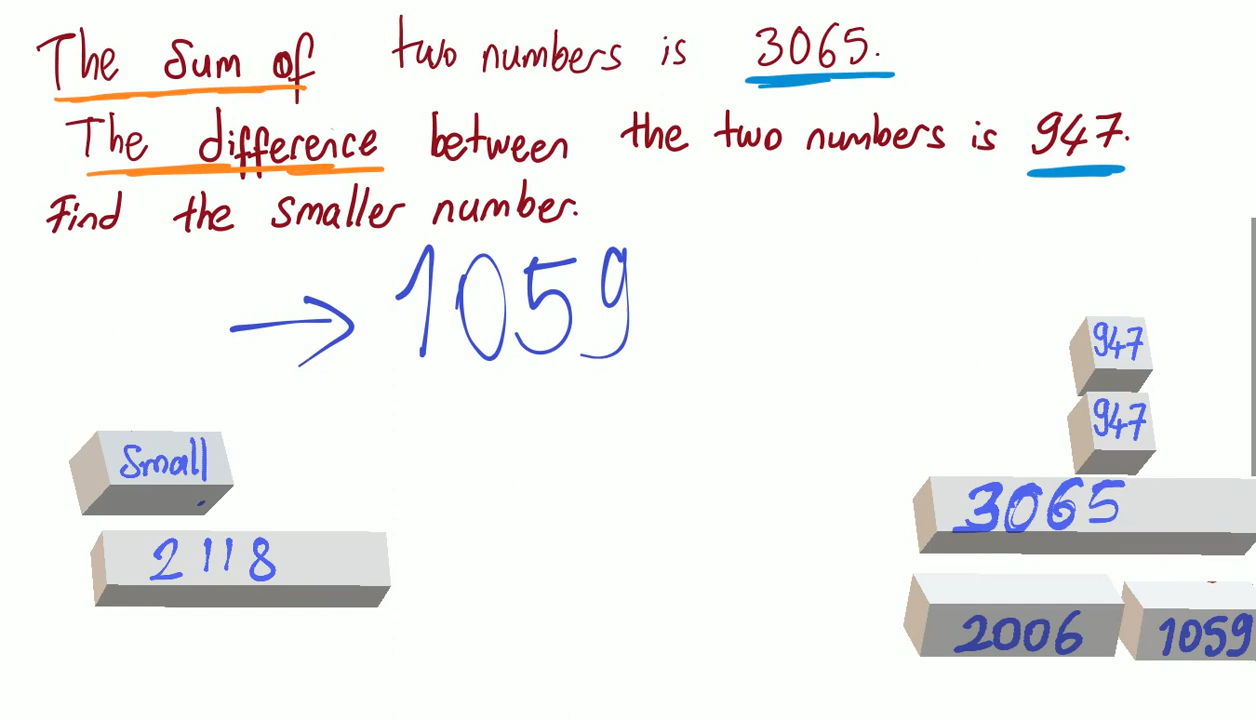 The sum of two numbers is 3065.
The difference between the two numbers is 947.
Find the smaller number.
1059
947
947
Small
3065
2118
2006 1059